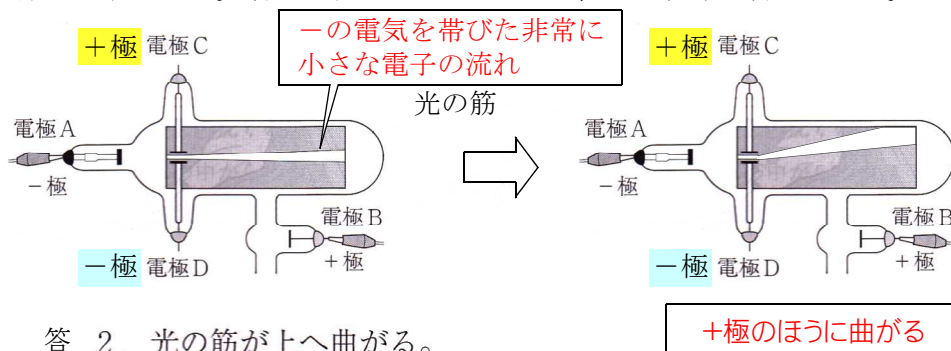 −の電気を帯びた非常に
小さな電子の流れ
＋極 電極C
光の筋
電極A
−極
電極B
＋極
−極 電極D
＋極 電極C
電極A
−極
電極B
＋極
−極 電極D
答 2. 光の筋が上へ曲がる。
＋極のほうに曲がる